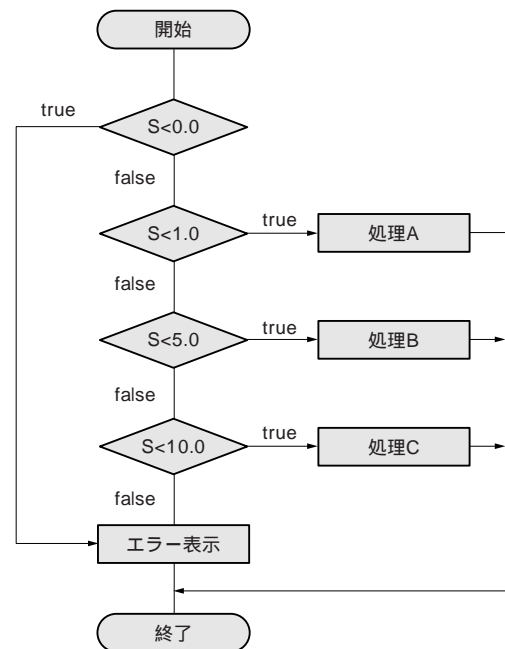 開始
true
S<0.0
false
S<1.0
true
処理A
false
S<5.0
true
処理B
false
S<10.0
true
処理C
false
エラー表示
終了